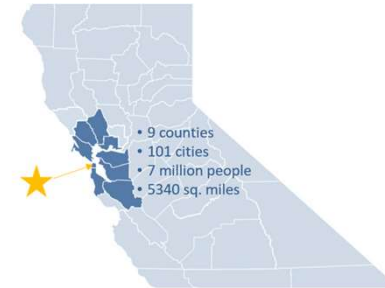 • 9 counties
• 101 cities
• 7 million people
• 5340 sq. miles